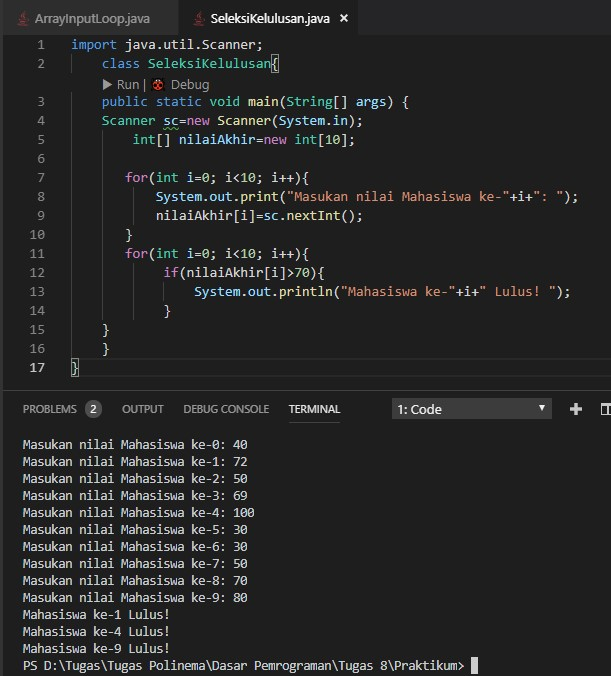 ArrayInputLoop.java SeleksiKelulusan.java ×
1 import java.util.Scanner;
2 class SeleksiKelulusan{
Run | Debug
3 public static void main(String[] args) {
4 Scanner sc=new Scanner(System.in);
5 int[] nilaiAkhir=new int[10];
6
7 for(int i=0; i<10; i++){
8 System.out.print("Masukan nilai Mahasiswa ke-"+i+": ");
9 nilaiAkhir[i]=sc.nextInt();
10 }
11 for(int i=0; i<10; i++){
12 if(nilaiAkhir[i]>70){
13 System.out.println("Mahasiswa ke-"+i+" Lulus! ");
14 }
15 }
16 }
17 }
PROBLEMS 2 OUTPUT DEBUG CONSOLE TERMINAL 1: Code
Masukan nilai Mahasiswa ke-0: 40
Masukan nilai Mahasiswa ke-1: 72
Masukan nilai Mahasiswa ke-2: 50
Masukan nilai Mahasiswa ke-3: 69
Masukan nilai Mahasiswa ke-4: 100
Masukan nilai Mahasiswa ke-5: 30
Masukan nilai Mahasiswa ke-6: 30
Masukan nilai Mahasiswa ke-7: 50
Masukan nilai Mahasiswa ke-8: 70
Masukan nilai Mahasiswa ke-9: 80
Mahasiswa ke-1 Lulus!
Mahasiswa ke-4 Lulus!
Mahasiswa ke-9 Lulus!
PS D:\Tugas\Tugas Polinema\Dasar Pemrograman\Tugas 8\Praktikum>